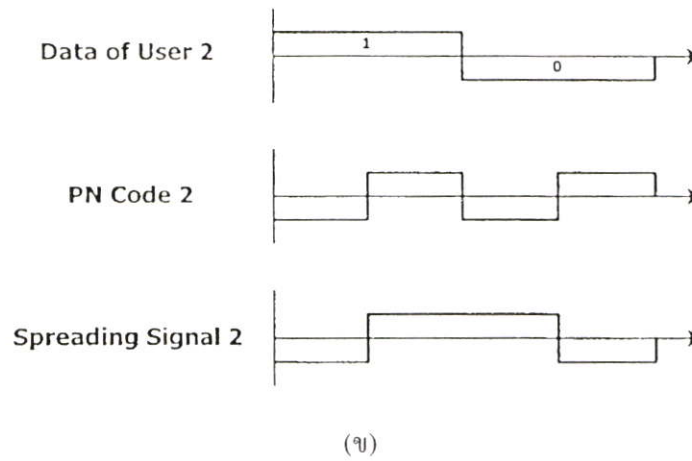 Data of User 2
1
0
PN Code 2
Spreading Signal 2
(ข)